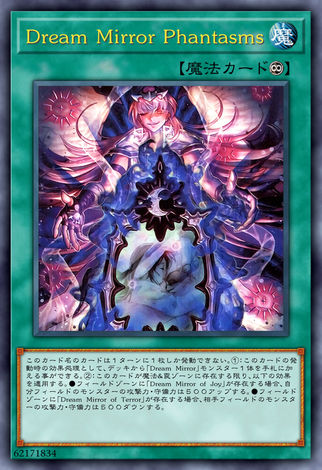 Dream Mirror Phantasms 魔
【魔法カード】
このカード名のカードは1ターンに1枚しか発動できない。①:このカードの発
動時の効果処理として、デッキから「Dream Mirror」モンスター1体を手札に加
える事ができる。②:このカードが魔法&罠ゾーンに存在する限り、以下の効果
を適用する。●フィールドゾーンに「Dream Mirror of Joy」が存在する場合、自
分フィールドのモンスターの攻撃力・守備力は500アップする。●フィールド
ゾーンに「Dream Mirror of Terror」が存在する場合、相手フィールドのモンス
ターの攻撃力・守備力は500ダウンする。
62171834